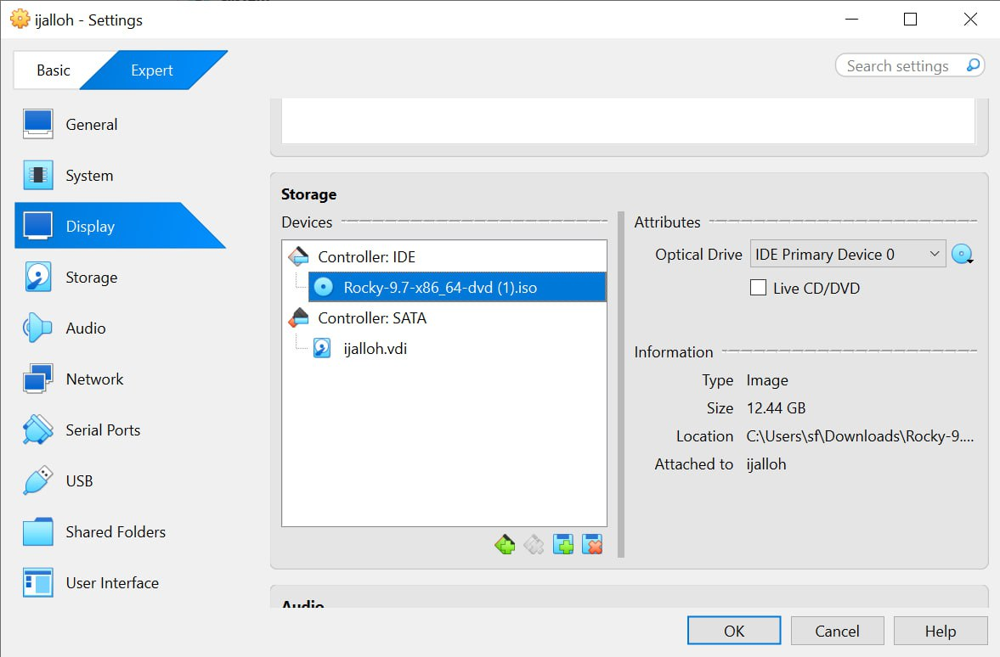 ijalloh - Settings
Basic
Expert
Search settings
General
System
Display
Storage
Audio
Network
Serial Ports
USB
Shared Folders
User Interface
Storage
Devices
Controller: IDE
Rocky-9.7-x86_64-dvd (1).iso
Controller: SATA
ijalloh.vdi
Attributes
Optical Drive IDE Primary Device 0
Live CD/DVD
Information
Type Image
Size 12.44 GB
Location C:\Users\sf\Downloads\Rocky-9....
Attached to ijalloh
Audio
OK
Cancel
Help